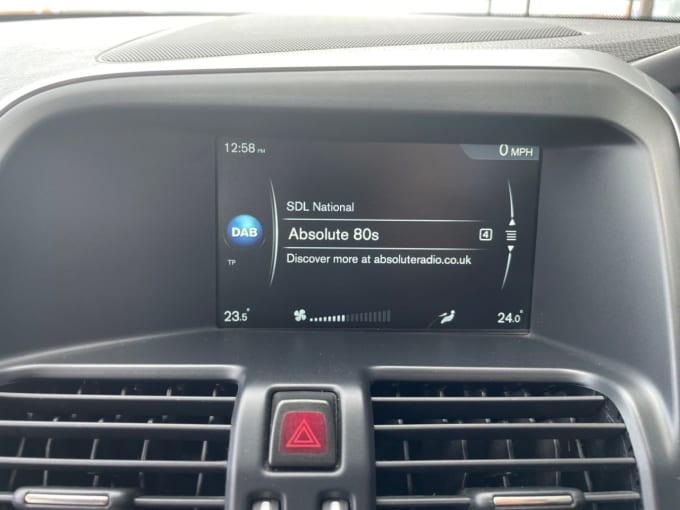 12:58 PM
0 MPH
SDL National
DAB
Absolute 80s 4
Discover more at absoluteradio.co.uk
TP
23.5°
24.0°